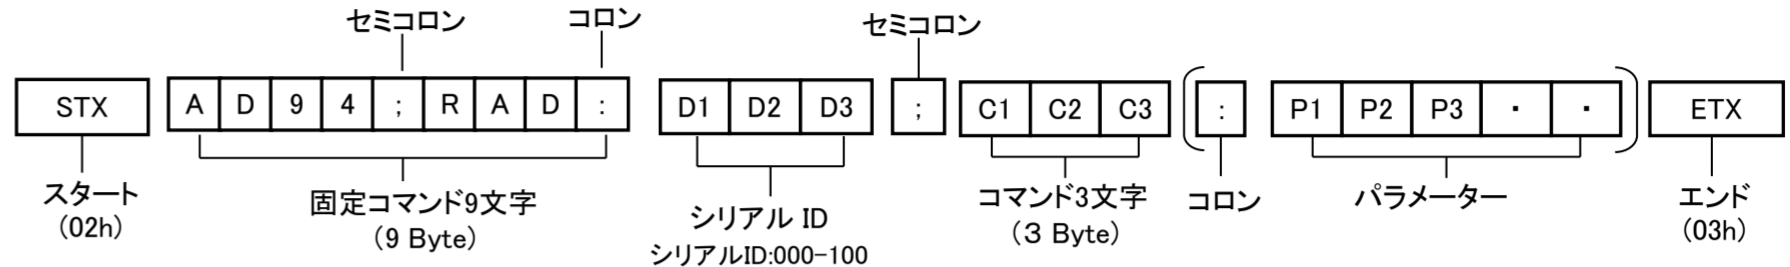 セミコロン コロン セミコロン
STX A D 9 4 ; R A D : D1 D2 D3 ; C1 C2 C3 ( : P1 P2 P3 ・ ・ ) ETX
スタート 固定コマンド9文字 シリアル ID コマンド3文字 コロン パラメーター エンド
(02h) (9 Byte) シリアルID:000-100 (3 Byte) (03h)